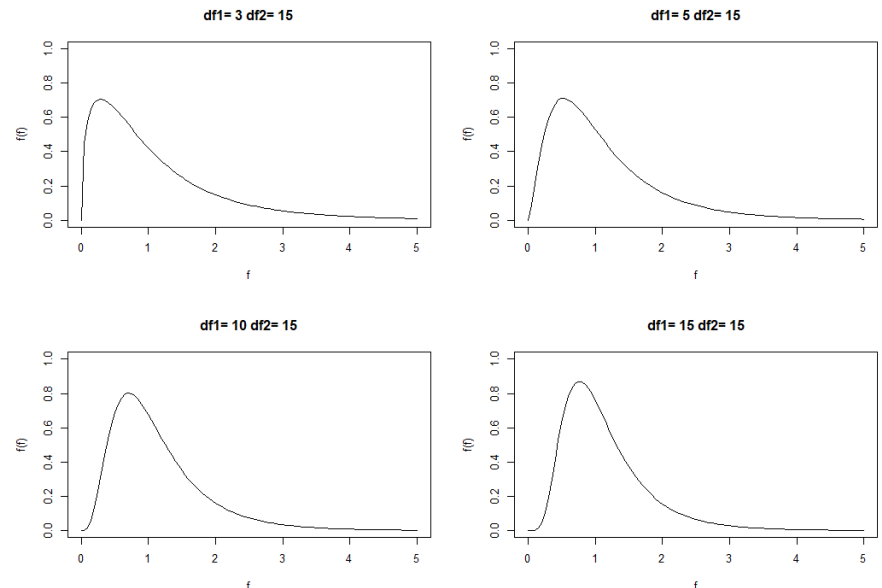 df1= 3 df2= 15
f(f)
0.0 0.2 0.4 0.6 0.8 1.0
0 1 2 3 4 5
f
df1= 5 df2= 15
f(f)
0.0 0.2 0.4 0.6 0.8 1.0
0 1 2 3 4 5
f
df1= 10 df2= 15
f(f)
0.0 0.2 0.4 0.6 0.8 1.0
0 1 2 3 4 5
f
df1= 15 df2= 15
f(f)
0.0 0.2 0.4 0.6 0.8 1.0
0 1 2 3 4 5
f